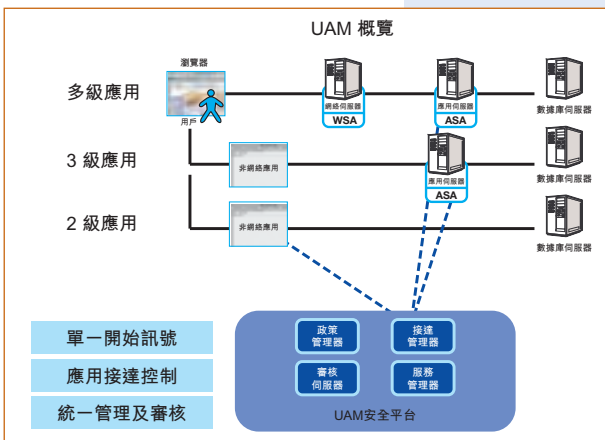 UAM 概覽
瀏覽器
多級應用
用戶
網絡伺服器
WSA
應用伺服器
ASA
數據庫伺服器
3 級應用
非網絡應用
應用伺服器
ASA
數據庫伺服器
2 級應用
非網絡應用
數據庫伺服器
單一開始訊號
應用接達控制
統一管理及審核
政策
管理器
接達
管理器
審核
伺服器
服務
管理器
UAM安全平台